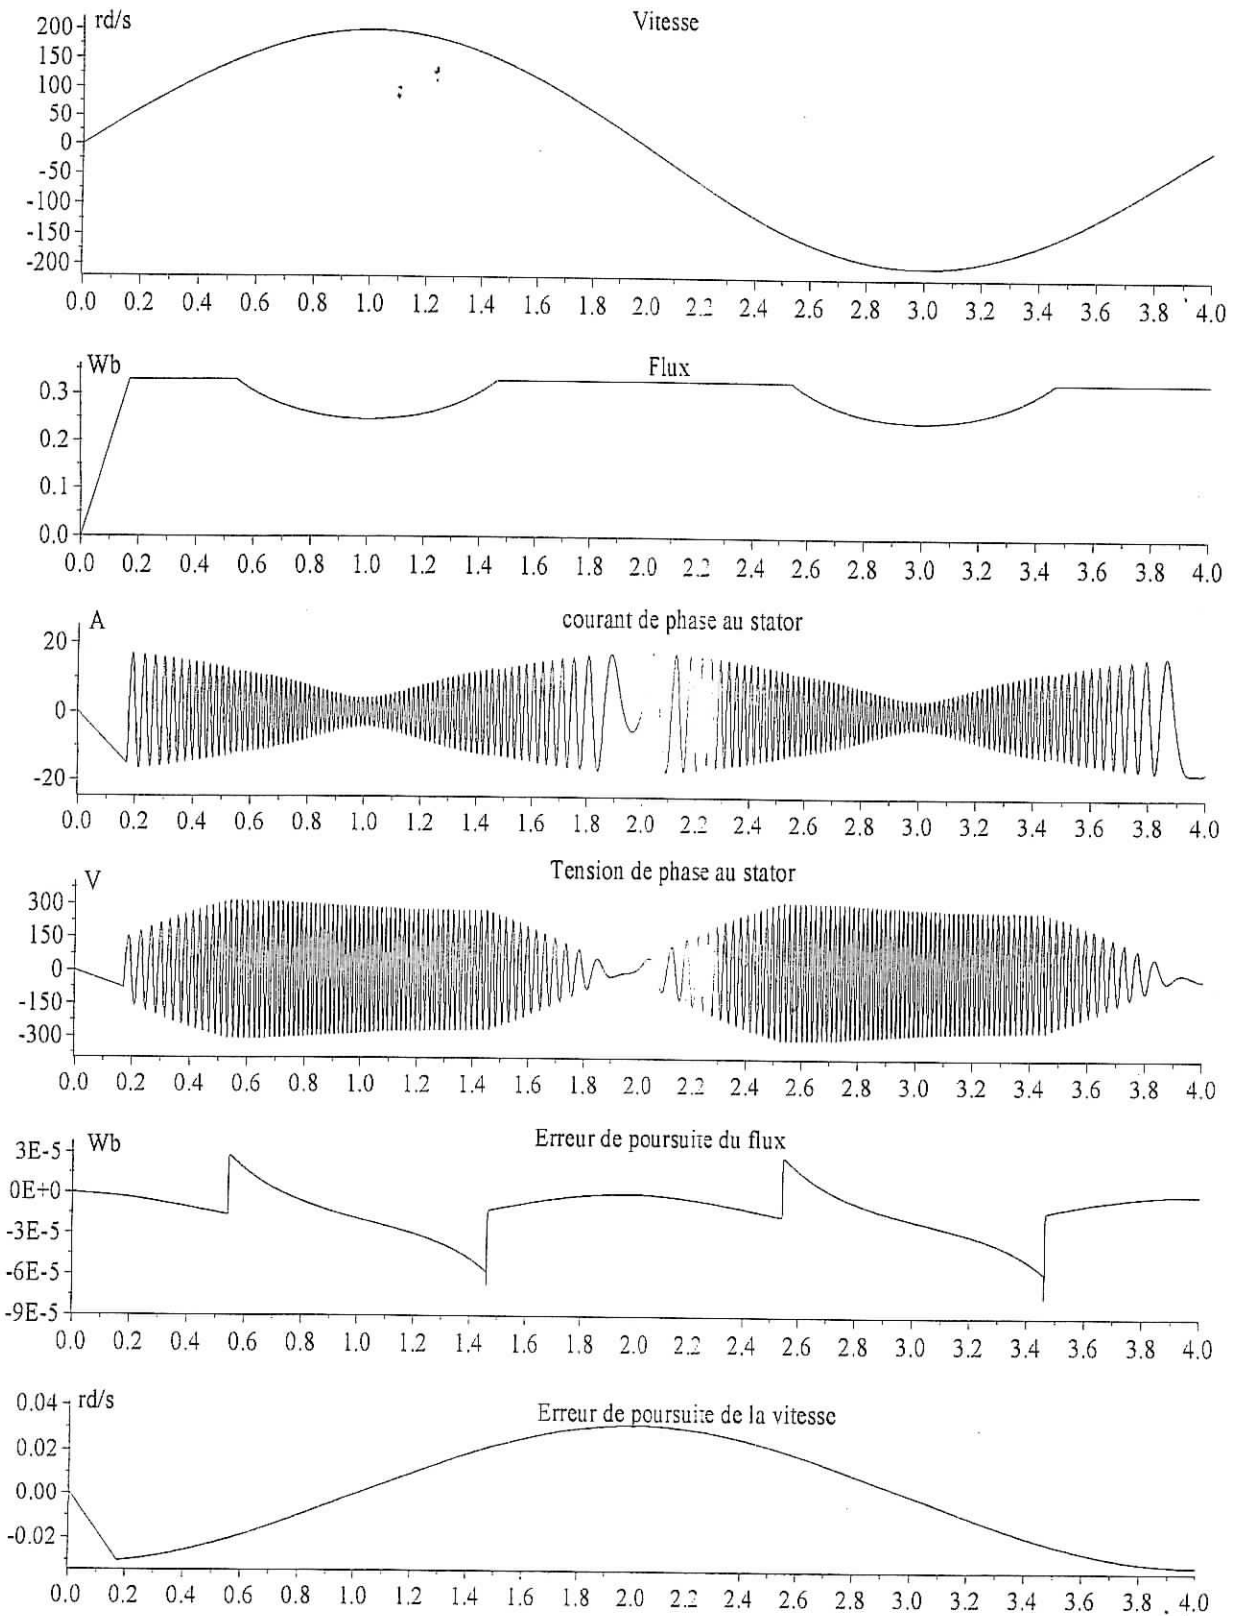 rd/s Vitesse
200
150
100
50
0
-50
-100
-150
-200
0.0 0.2 0.4 0.6 0.8 1.0 1.2 1.4 1.6 1.8 2.0 2.2 2.4 2.6 2.8 3.0 3.2 3.4 3.6 3.8 4.0
Wb Flux
0.3
0.2
0.1
0.0
0.0 0.2 0.4 0.6 0.8 1.0 1.2 1.4 1.6 1.8 2.0 2.2 2.4 2.6 2.8 3.0 3.2 3.4 3.6 3.8 4.0
A courant de phase au stator
20
0
-20
0.0 0.2 0.4 0.6 0.8 1.0 1.2 1.4 1.6 1.8 2.0 2.2 2.4 2.6 2.8 3.0 3.2 3.4 3.6 3.8 4.0
V Tension de phase au stator
300
150
0
-150
-300
0.0 0.2 0.4 0.6 0.8 1.0 1.2 1.4 1.6 1.8 2.0 2.2 2.4 2.6 2.8 3.0 3.2 3.4 3.6 3.8 4.0
Wb Erreur de poursuite du flux
3E-5
0E+0
-3E-5
-6E-5
-9E-5
0.0 0.2 0.4 0.6 0.8 1.0 1.2 1.4 1.6 1.8 2.0 2.2 2.4 2.6 2.8 3.0 3.2 3.4 3.6 3.8 4.0
rd/s Erreur de poursuite de la vitesse
0.04
0.02
0.00
-0.02
0.0 0.2 0.4 0.6 0.8 1.0 1.2 1.4 1.6 1.8 2.0 2.2 2.4 2.6 2.8 3.0 3.2 3.4 3.6 3.8 4.0